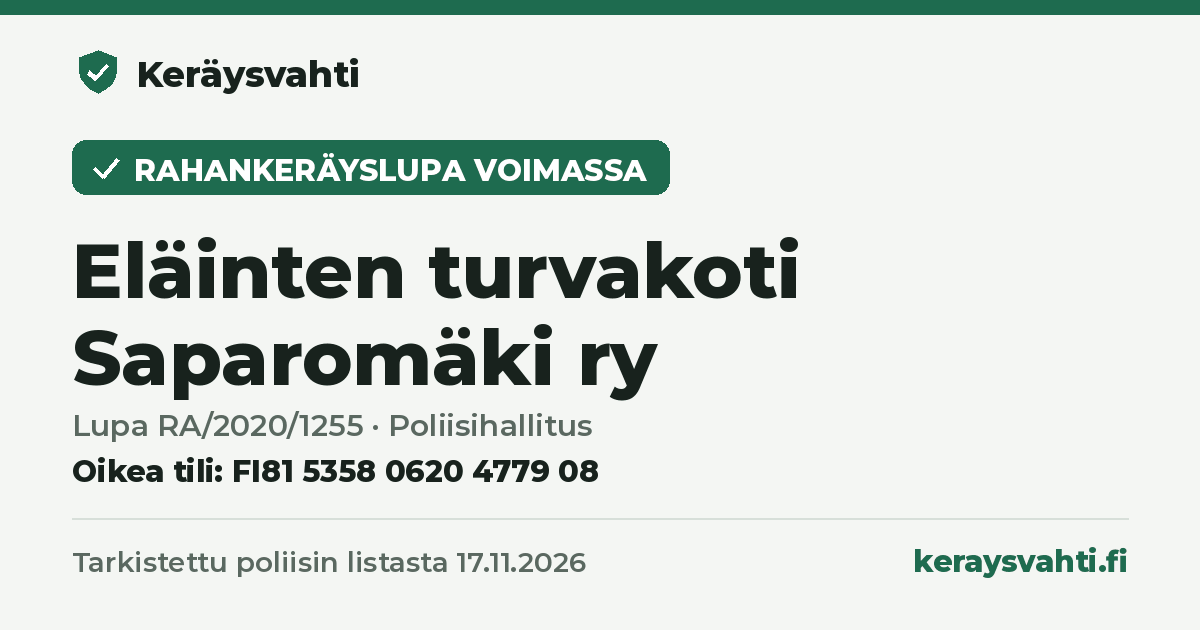 Keräysvahti
RAHANKERÄYSLUPA VOIMASSA
Eläinten turvakoti
Saparomäki ry
Lupa RA/2020/1255 · Poliisihallitus
Oikea tili: FI81 5358 0620 4779 08
Tarkistettu poliisin listasta 17.11.2026
keraysvahti.fi